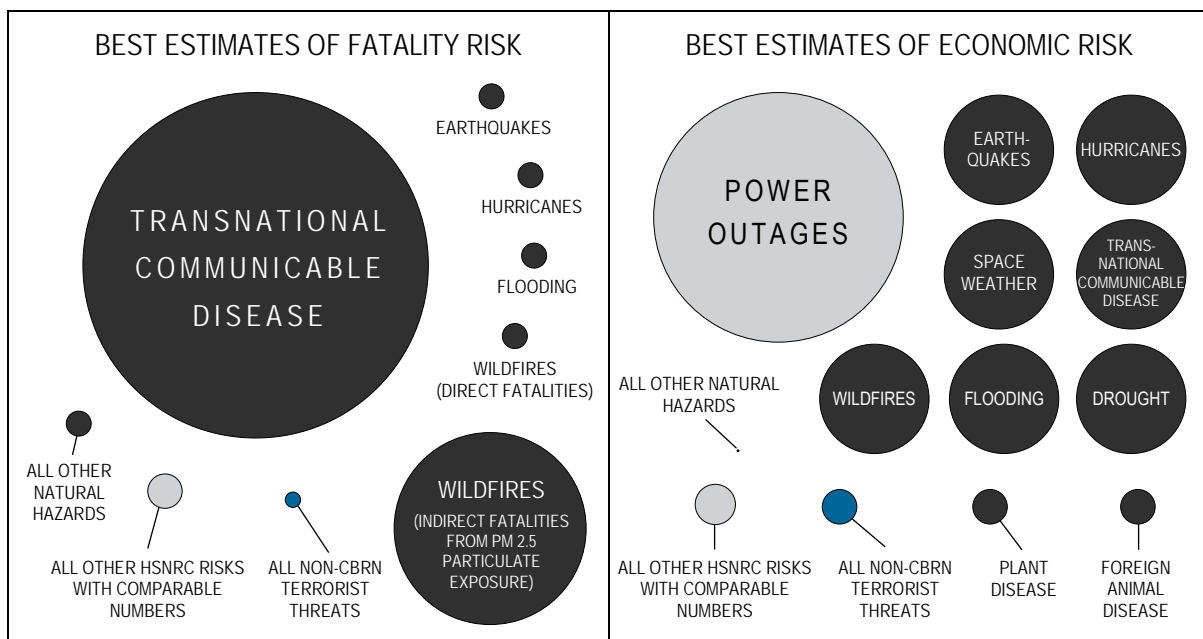 BEST ESTIMATES OF FATALITY RISK
TRANSNATIONAL
COMMUNICABLE
DISEASE
EARTHQUAKES
HURRICANES
FLOODING
WILDFIRES
(DIRECT FATALITIES)
ALL OTHER
NATURAL
HAZARDS
ALL OTHER HSNRC RISKS
WITH COMPARABLE
NUMBERS
ALL NON-CBRN
TERRORIST
THREATS
WILDFIRES
(INDIRECT FATALITIES
FROM PM 2.5
PARTICULATE
EXPOSURE)
BEST ESTIMATES OF ECONOMIC RISK
POWER
OUTAGES
EARTH-
QUAKES
HURRICANES
SPACE
WEATHER
TRANS-
NATIONAL
COMMUNICABLE
DISEASE
ALL OTHER NATURAL
HAZARDS
WILDFIRES
FLOODING
DROUGHT
ALL OTHER HSNRC RISKS
WITH COMPARABLE
NUMBERS
ALL NON-CBRN
TERRORIST
THREATS
PLANT
DISEASE
FOREIGN
ANIMAL
DISEASE